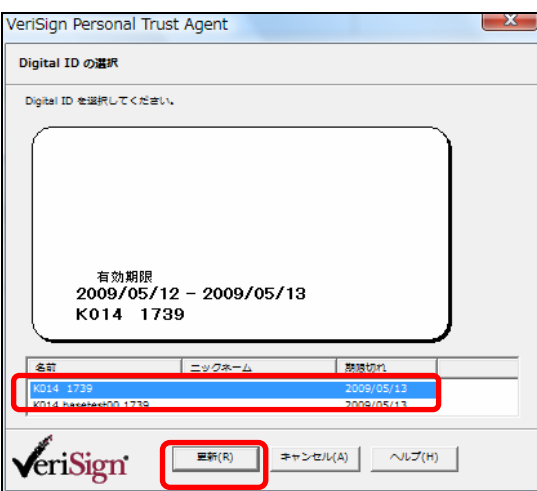 VeriSign Personal Trust Agent
Digital ID の選択
Digital ID を選択してください。
有効期限
2009/05/12 - 2009/05/13
K014 1739
名前 ニックネーム 期限切れ
K014 1739 2009/05/13
K014 basetest00 1739 2009/05/13
VeriSign 更新(R) キャンセル(A) ヘルプ(H)